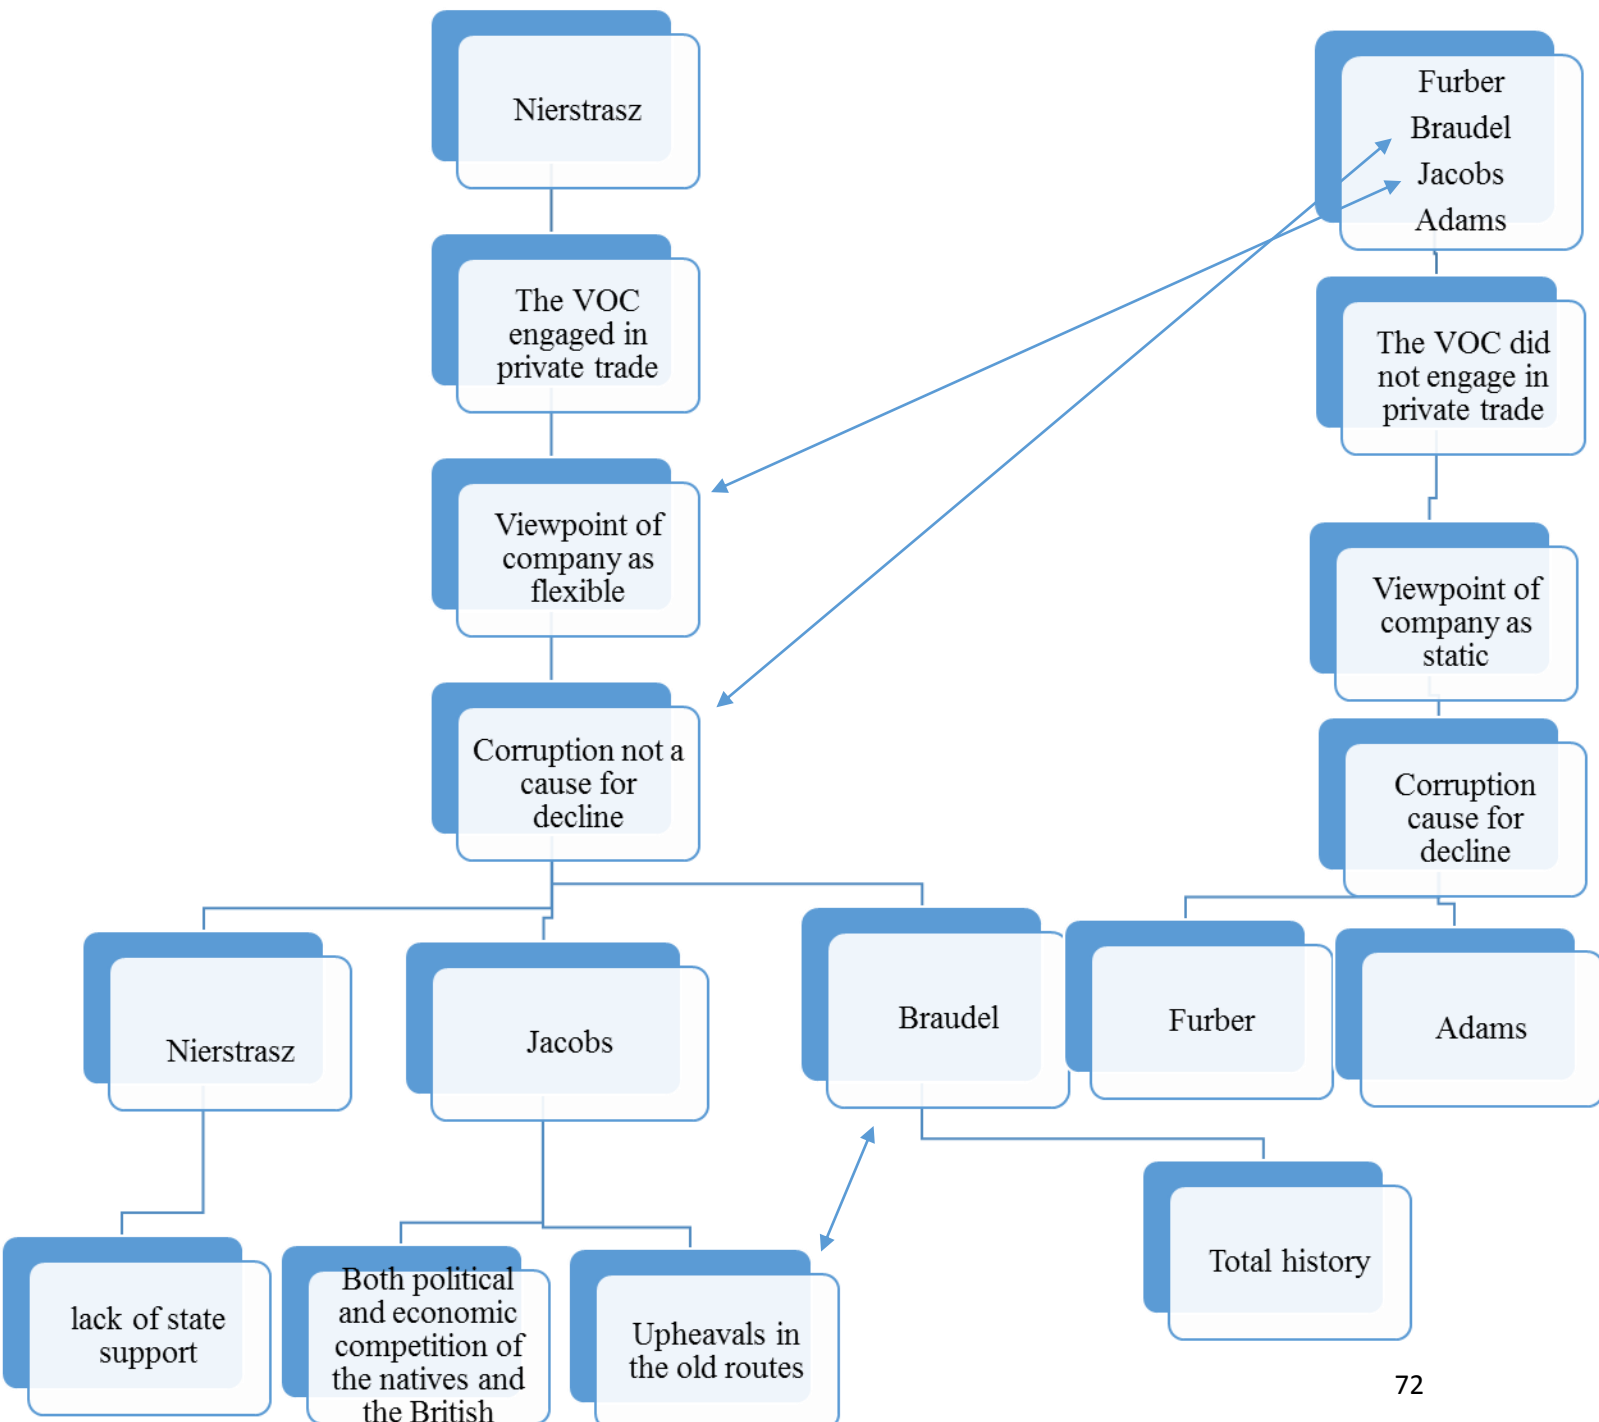 Nierstrasz
Furber
Braudel
Jacobs
Adams
The VOC
engaged in
private trade
The VOC did
not engage in
private trade
Viewpoint of
company as
flexible
Viewpoint of
company as
static
Corruption not a
cause for
decline
Corruption
cause for
decline
Nierstrasz
Jacobs
Braudel
Furber
Adams
lack of state
support
Both political
and economic
competition of
the natives and
the British
Upheavals in
the old routes
Total history
72